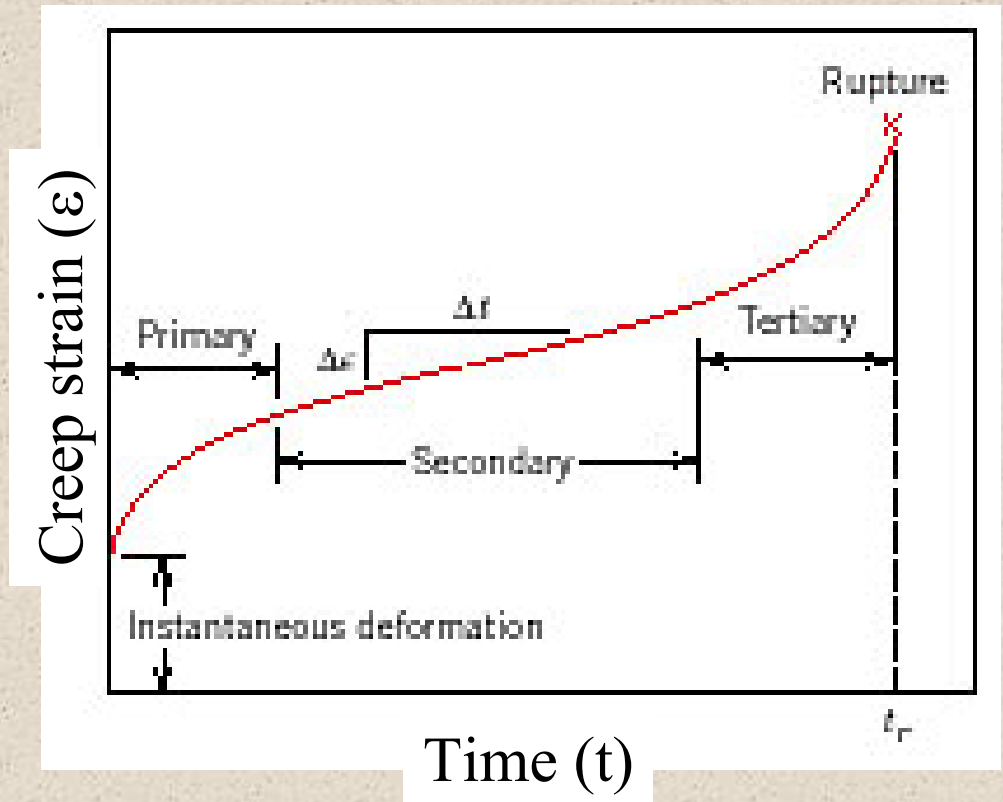 Rupture
Creep strain (ε)
Δt
Primary
Δε
Tertiary
Secondary
Instantaneous deformation
tr
Time (t)